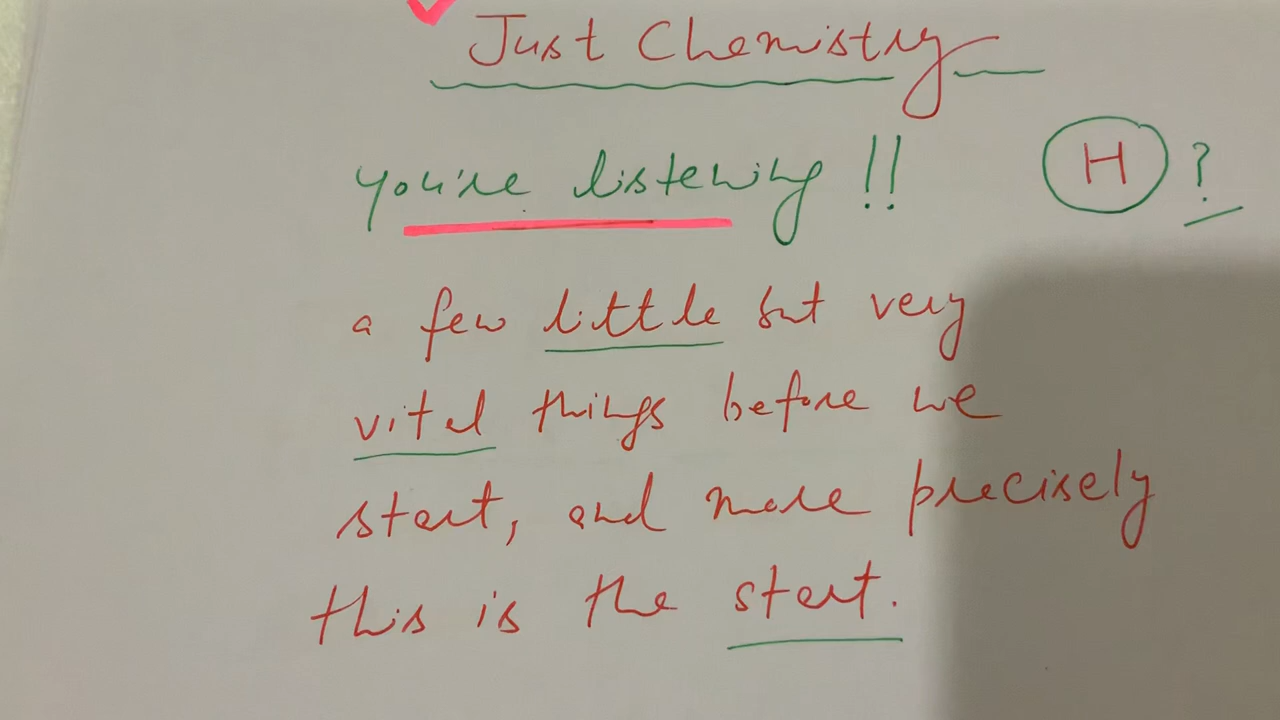 Just Chemistry
you're listening !!
H ?
a few little but very
vital things before we
start, and more precisely
this is the start.